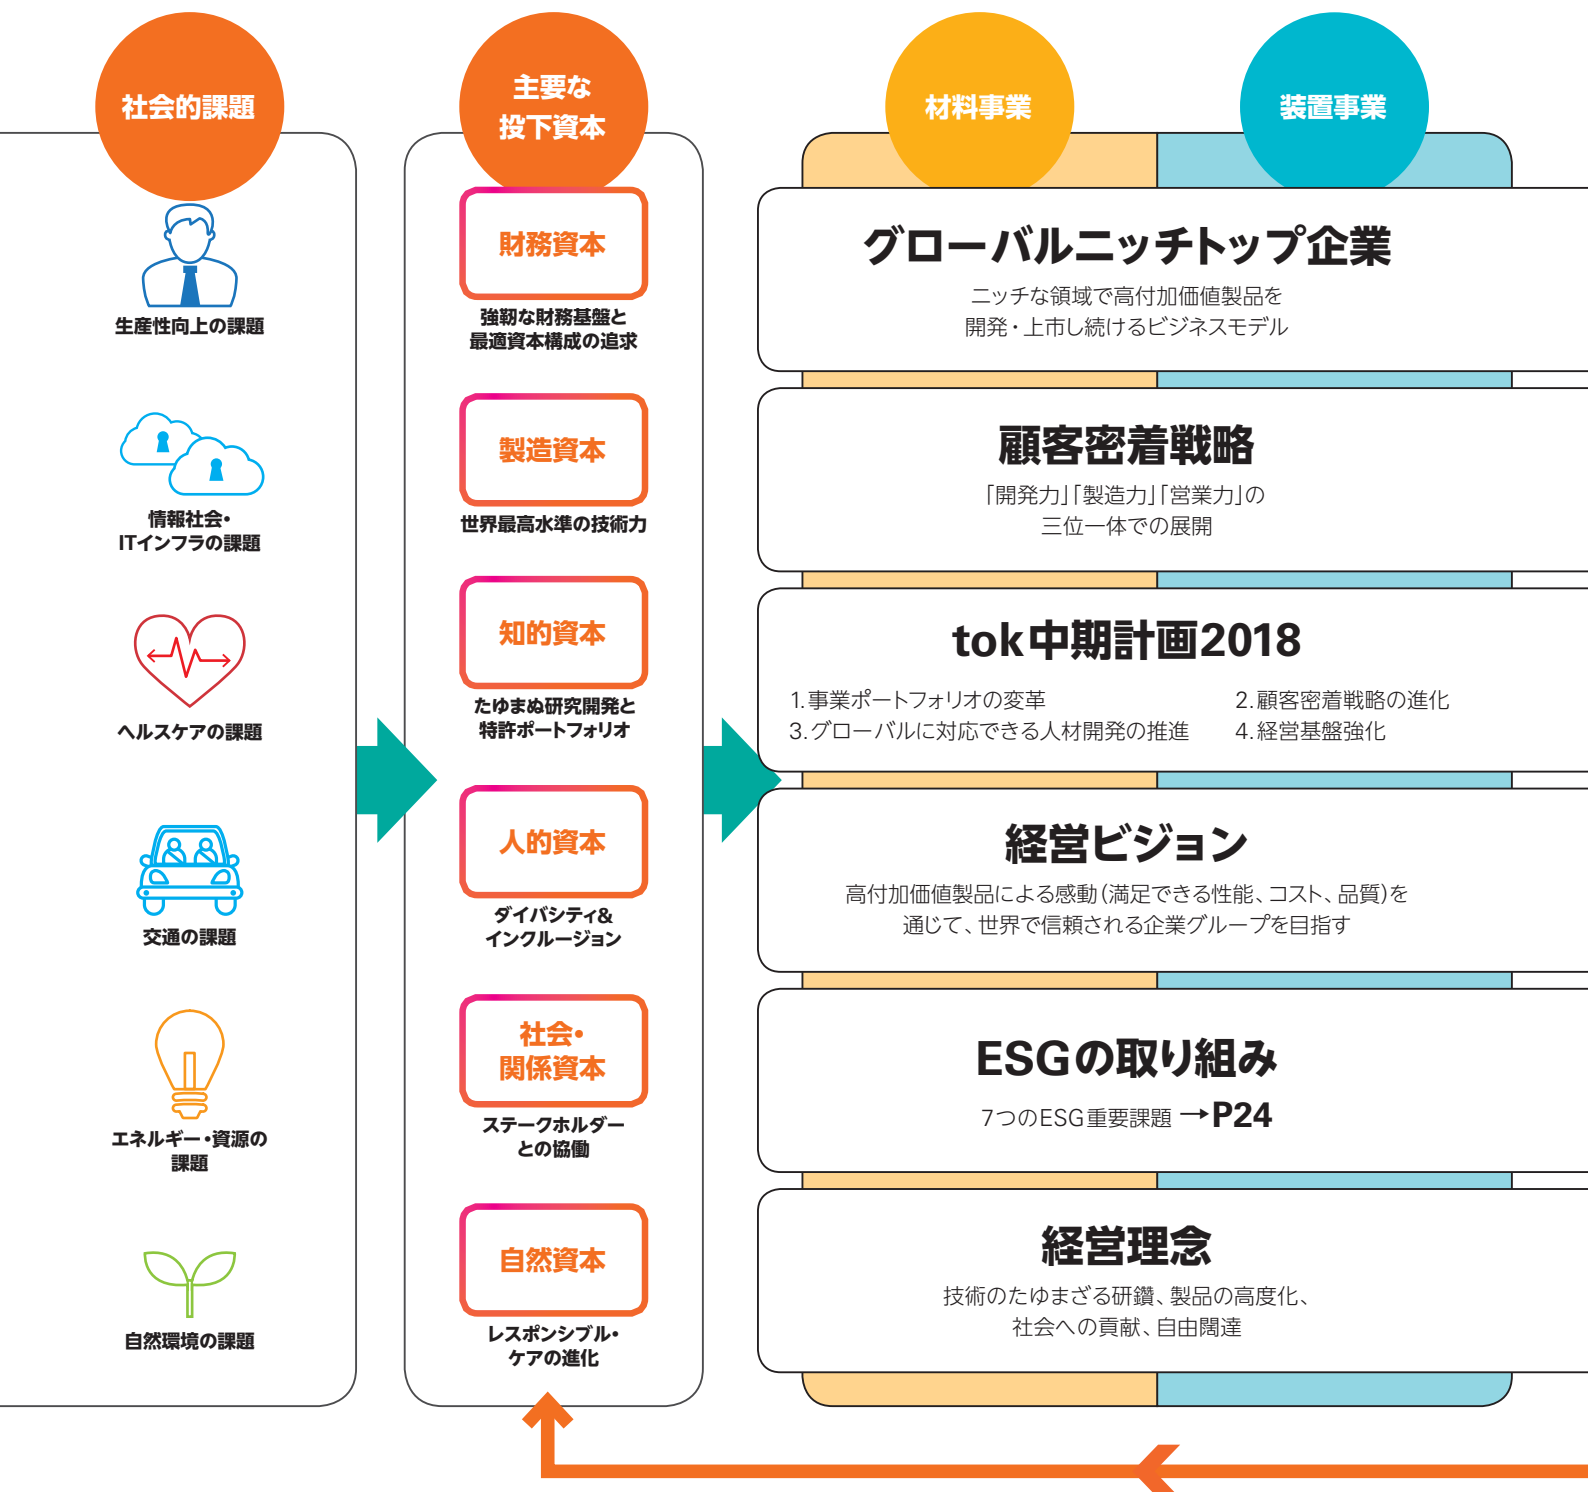 社会的課題
生産性向上の課題
情報社会・
ITインフラの課題
ヘルスケアの課題
交通の課題
エネルギー・資源の
課題
自然環境の課題
主要な
投下資本
財務資本
強靭な財務基盤と
最適資本構成の追求
製造資本
世界最高水準の技術力
知的資本
たゆまぬ研究開発と
特許ポートフォリオ
人的資本
ダイバシティ&
インクルージョン
社会・
関係資本
ステークホルダー
との協働
自然資本
レスポンシブル・
ケアの進化
材料事業
装置事業
グローバルニッチトップ企業
ニッチな領域で高付加価値製品を
開発・上市し続けるビジネスモデル
顧客密着戦略
「開発力」「製造力」「営業力」の
三位一体での展開
tok中期計画2018
1.事業ポートフォリオの変革 2.顧客密着戦略の進化
3.グローバルに対応できる人材開発の推進 4.経営基盤強化
経営ビジョン
高付加価値製品による感動(満足できる性能、コスト、品質)を
通じて、世界で信頼される企業グループを目指す
ESGの取り組み
7つのESG重要課題 →P24
経営理念
技術のたゆまざる研鑽、製品の高度化、
社会への貢献、自由闊達